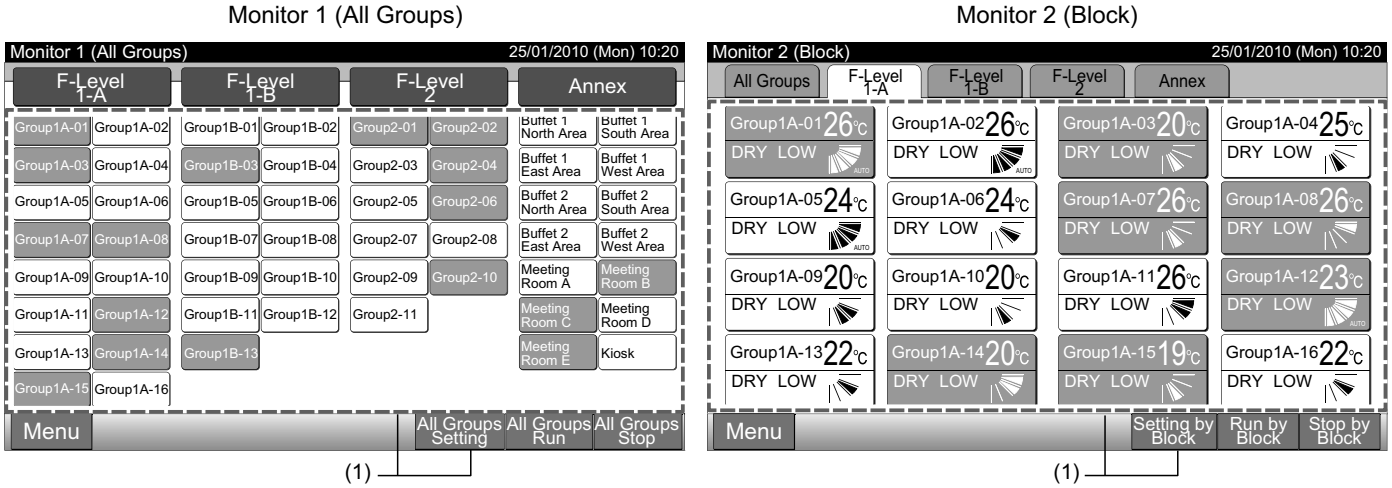 Monitor 1 (All Groups)
Monitor 1 (All Groups) 25/01/2010 (Mon) 10:20
F-Level 1-A
F-Level 1-B
F-Level 2
Annex
Group1A-01 Group1A-02 Group1B-01 Group1B-02 Group2-01 Group2-02 Buffet 1 North Area Buffet 1 South Area
Group1A-03 Group1A-04 Group1B-03 Group1B-04 Group2-03 Group2-04 Buffet 1 East Area Buffet 1 West Area
Group1A-05 Group1A-06 Group1B-05 Group1B-06 Group2-05 Group2-06 Buffet 2 North Area Buffet 2 South Area
Group1A-07 Group1A-08 Group1B-07 Group1B-08 Group2-07 Group2-08 Buffet 2 East Area Buffet 2 West Area
Group1A-09 Group1A-10 Group1B-09 Group1B-10 Group2-09 Group2-10 Meeting Room A Meeting Room B
Group1A-11 Group1A-12 Group1B-11 Group1B-12 Group2-11 Meeting Room C Meeting Room D
Group1A-13 Group1A-14 Group1B-13 Meeting Room E Kiosk
Group1A-15 Group1A-16
Menu
All Groups Setting
All Groups Run
All Groups Stop
(1)
Monitor 2 (Block)
Monitor 2 (Block) 25/01/2010 (Mon) 10:20
All Groups
F-Level 1-A
F-Level 1-B
F-Level 2
Annex
Group1A-01 26°C Group1A-02 26°C Group1A-03 20°C Group1A-04 25°C
DRY LOW AUTO DRY LOW AUTO DRY LOW DRY LOW
Group1A-05 24°C Group1A-06 24°C Group1A-07 26°C Group1A-08 26°C
DRY LOW AUTO DRY LOW DRY LOW DRY LOW
Group1A-09 20°C Group1A-10 20°C Group1A-11 26°C Group1A-12 23°C
DRY LOW DRY LOW DRY LOW DRY LOW AUTO
Group1A-13 22°C Group1A-14 20°C Group1A-15 19°C Group1A-16 22°C
DRY LOW DRY LOW DRY LOW DRY LOW
Menu
Setting by Block
Run by Block
Stop by Block
(1)